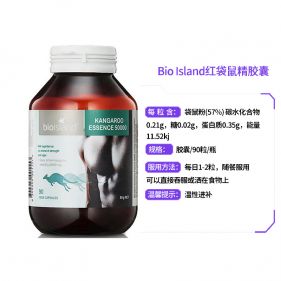 Bio Island红袋鼠精胶囊
每 粒 含： 袋鼠粉(57%) 碳水化合物
0.21g，糖0.02g，蛋白质0.35g，能量
11.52kj
规格： 胶囊/90粒/瓶
服用方法： 每日1-2粒，随餐服用
可以直接吞服或洒在食物上
温馨提示： 温性进补
bioisland
KANGAROO
ESSENCE 50000
90